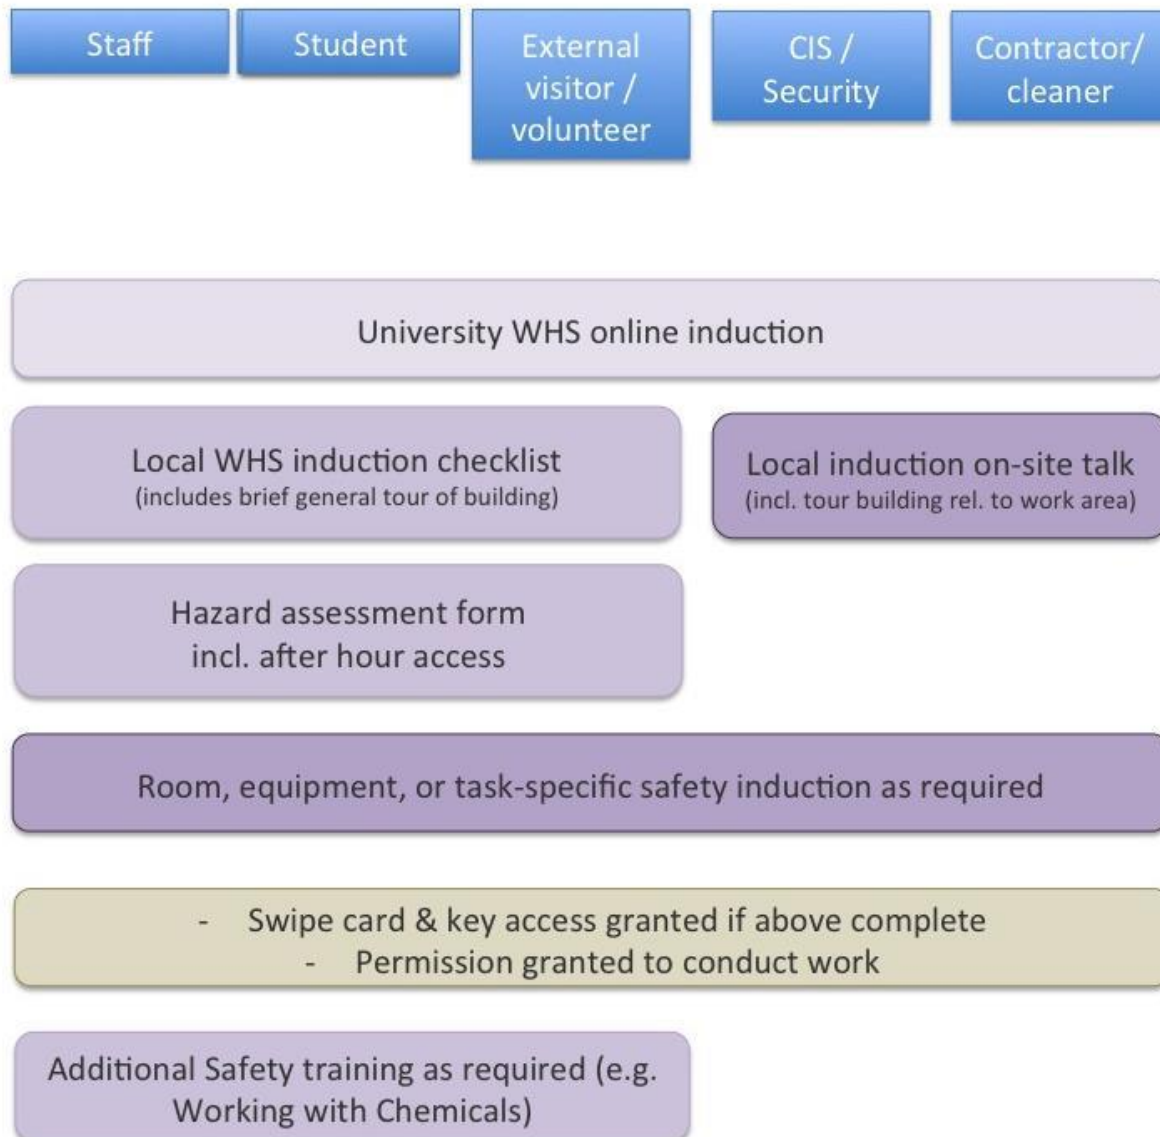 Staff
Student
External
visitor /
volunteer
CIS /
Security
Contractor/
cleaner
University WHS online induction
Local WHS induction checklist
(includes brief general tour of building)
Local induction on-site talk
(incl. tour building rel. to work area)
Hazard assessment form
incl. after hour access
Room, equipment, or task-specific safety induction as required
- Swipe card & key access granted if above complete
- Permission granted to conduct work
Additional Safety training as required (e.g.
Working with Chemicals)